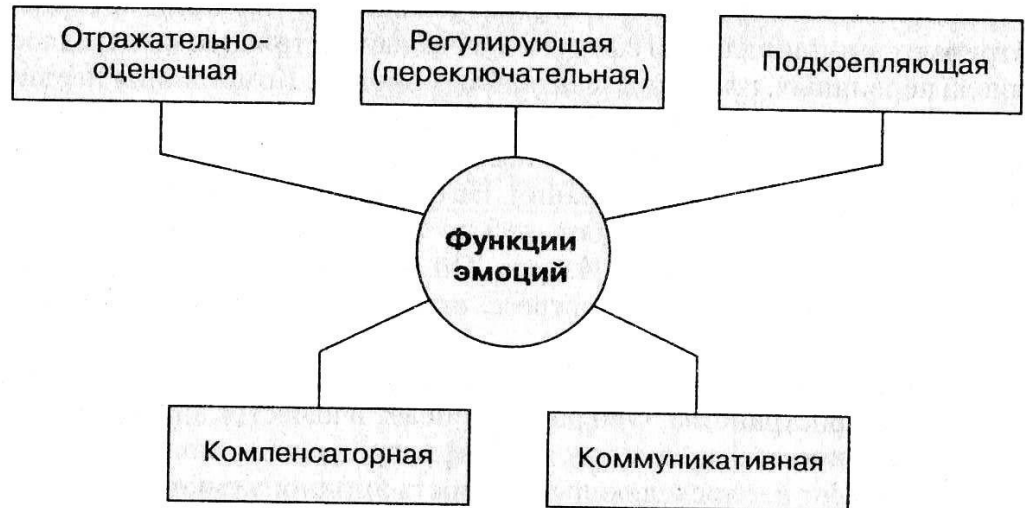 Отражательно-
оценочная
Регулирующая
(переключательная)
Подкрепляющая
Функции
эмоций
Компенсаторная
Коммуникативная